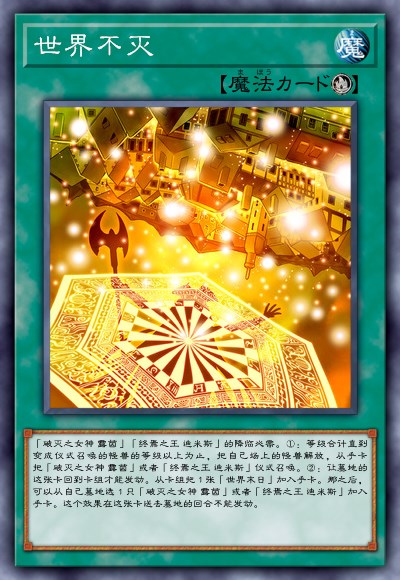 世界不灭
魔
【魔法カード】
まほう
「破灭之女神 露茵」「终焉之王 迪米斯」的降临必需。①：等级合计直到
变成仪式召唤的怪兽的等级以上为止，把自己场上的怪兽解放，从手卡
把「破灭之女神 露茵」或者「终焉之王 迪米斯」仪式召唤。②：让墓地的
这张卡回到卡组才能发动。从卡组把1张「世界末日」加入手卡。那之后，
可以从自己墓地选1只「破灭之女神 露茵」或者「终焉之王 迪米斯」加入
手卡。这个效果在这张卡送去墓地的回合不能发动。